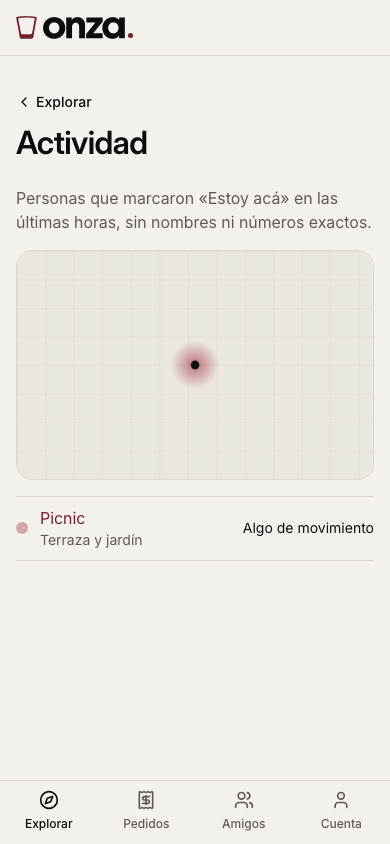 onza.
Explorar
Actividad
Personas que marcaron «Estoy acá» en las
últimas horas, sin nombres ni números exactos.
Picnic
Terraza y jardín
Algo de movimiento
Explorar
Pedidos
Amigos
Cuenta